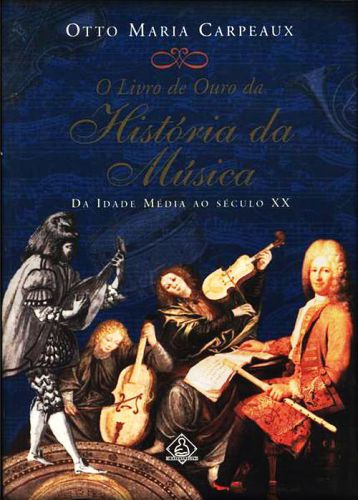 OTTO MARIA CARPEAUX
O Livro de Ouro da
História da
Música
DA IDADE MÉDIA AO SÉCULO XX